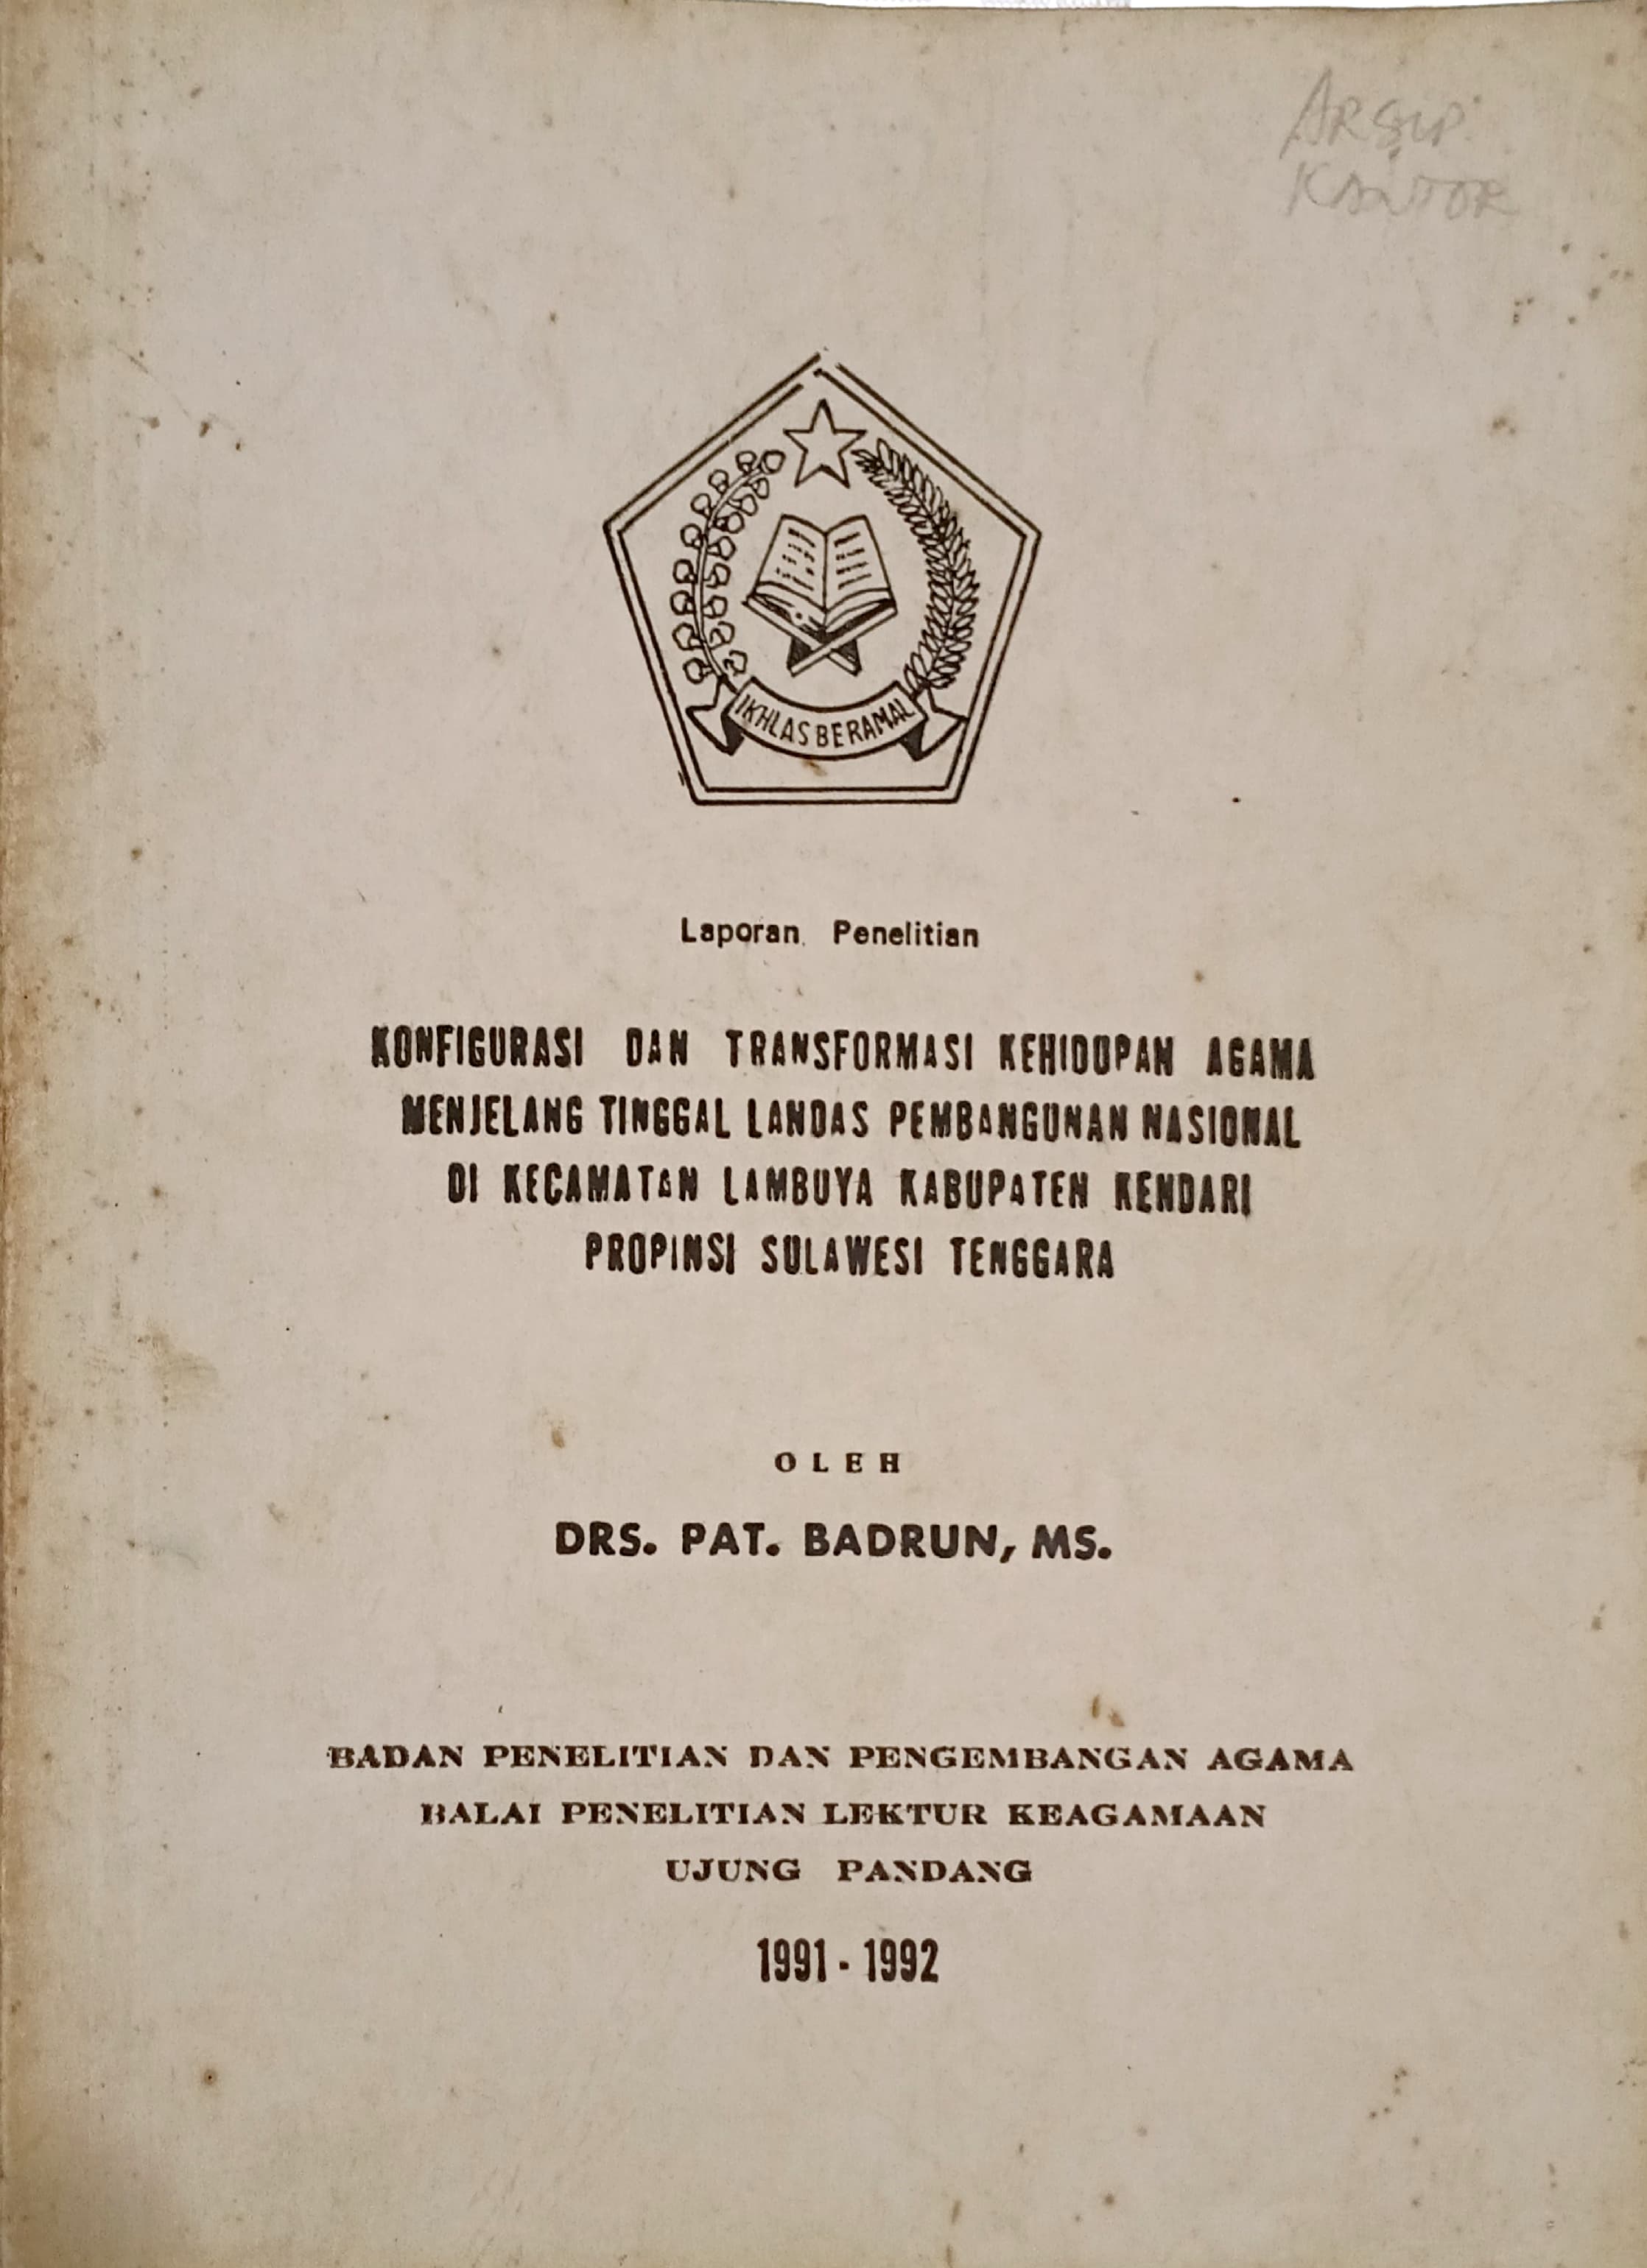 ARSIP
KANTOR
IKHLAS BERAMAL
Laporan Penelitian
KONFIGURASI DAN TRANSFORMASI KEHIDUPAN AGAMA
MENJELANG TINGGAL LANDAS PEMBANGUNAN NASIONAL
DI KECAMATAN LAMBUYA KABUPATEN KENDARI
PROPINSI SULAWESI TENGGARA
OLEH
DRS. PAT. BADRUN, MS.
BADAN PENELITIAN DAN PENGEMBANGAN AGAMA
BALAI PENELITIAN LEKTUR KEAGAMAAN
UJUNG PANDANG
1991 - 1992